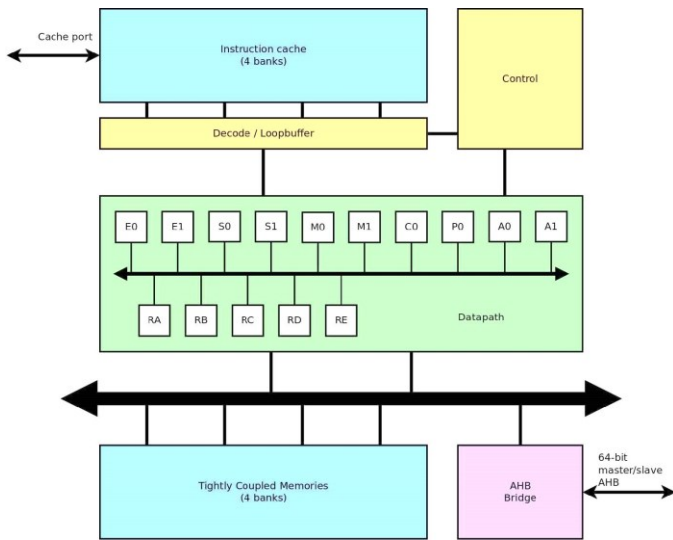 Cache port
Instruction cache
(4 banks)
Control
Decode / Loopbuffer
E0
E1
S0
S1
M0
M1
C0
P0
A0
A1
RA
RB
RC
RD
RE
Datapath
Tightly Coupled Memories
(4 banks)
AHB
Bridge
64-bit
master/slave
AHB